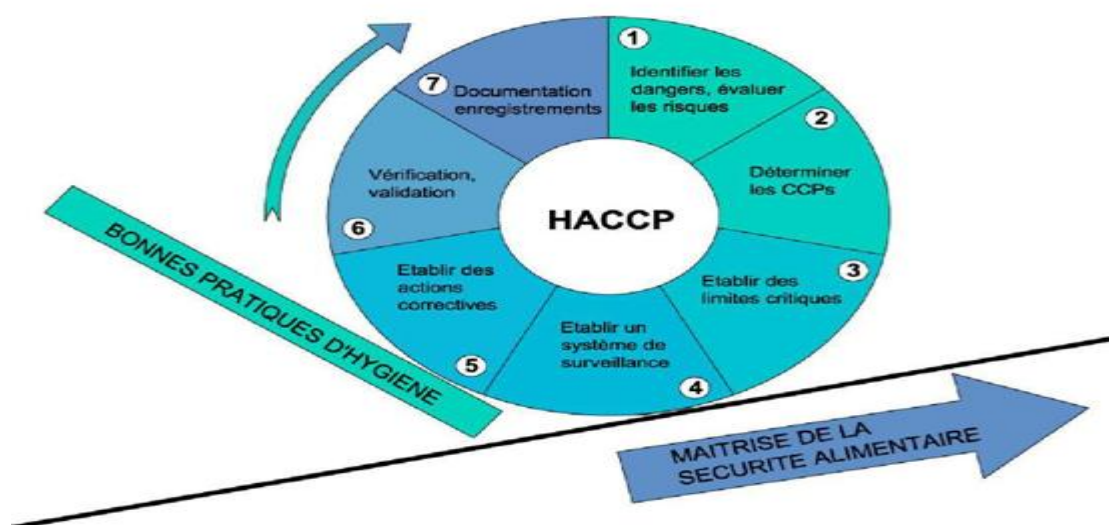 1
Identifier les
dangers, évaluer
les risques
2
Déterminer
les CCPs
3
Etablir des
limites critiques
4
Etablir un
système de
surveillance
5
Etablir des
actions
correctives
6
Vérification,
validation
7
Documentation
enregistrements
HACCP
BONNES PRATIQUES D'HYGIENE
MAITRISE DE LA
SECURITE ALIMENTAIRE